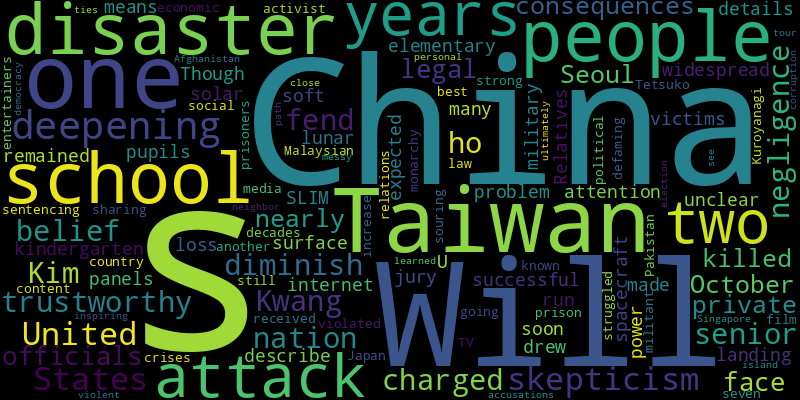 ties means economic activist years consequences details
disaster people tour
one Afghanistan Though elementary personal legal strong Seoul widespread
entertainers democracy solar soft close China best military Tetsuko corruption
deepening social fend many ultimately victims negligence
prisoners lunar path expected ho Relatives political defaming see Kuroyanagi
remained pupils Malaysian messy monarchy law
school media SLIM relations Taiwan problem attention election unclear
sentencing sharing neighbor nearly increase souring two
belief S loss another decades surface
kindergarten country diminish learned U known Pakistan killed
Kim panels still internet jury successful spacecraft made October
content Kwang Will going run struggled militant private
trustworthy inspiring received violated prison Singapore film
United nation Japan TV drew soon power senior
officials crises describe landing island
States attack charged skepticism face
violent accusations seven